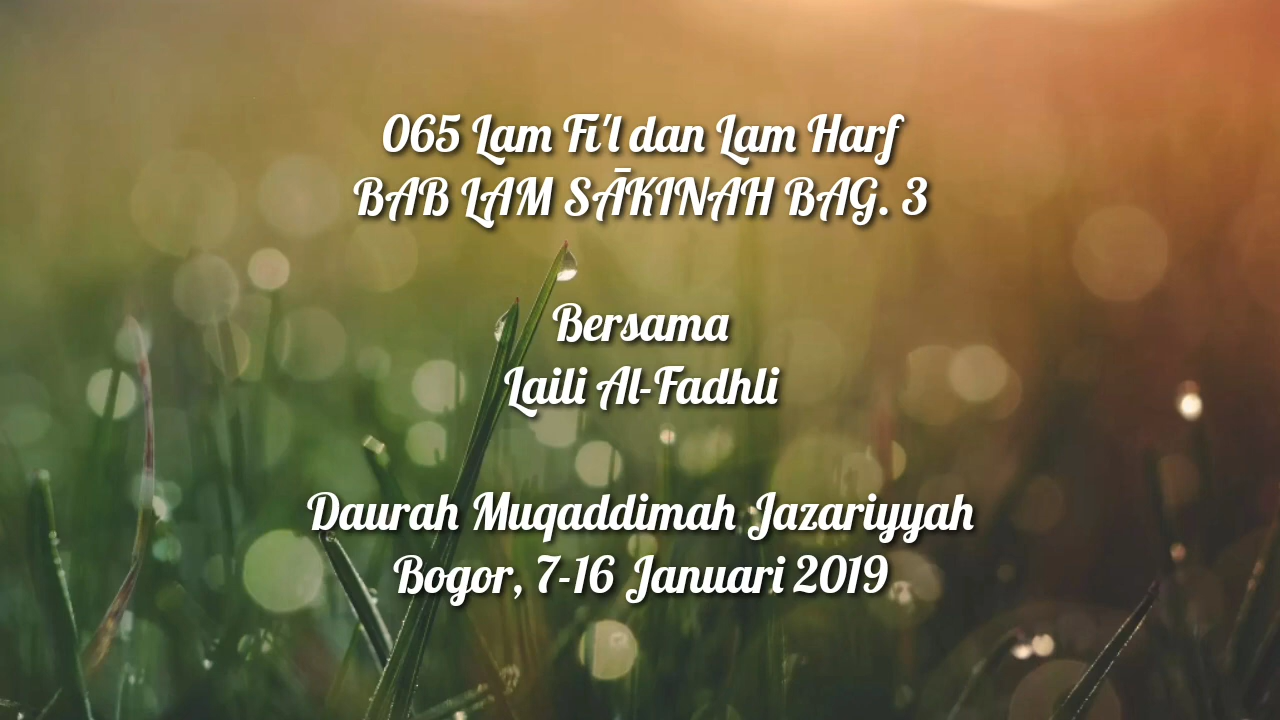 065 Lam Fi'l dan Lam Harf
BAB LAM SĀKINAH BAG. 3
Bersama
Laili Al-Fadhli
Daurah Muqaddimah Jazariyyah
Bogor, 7-16 Januari 2019